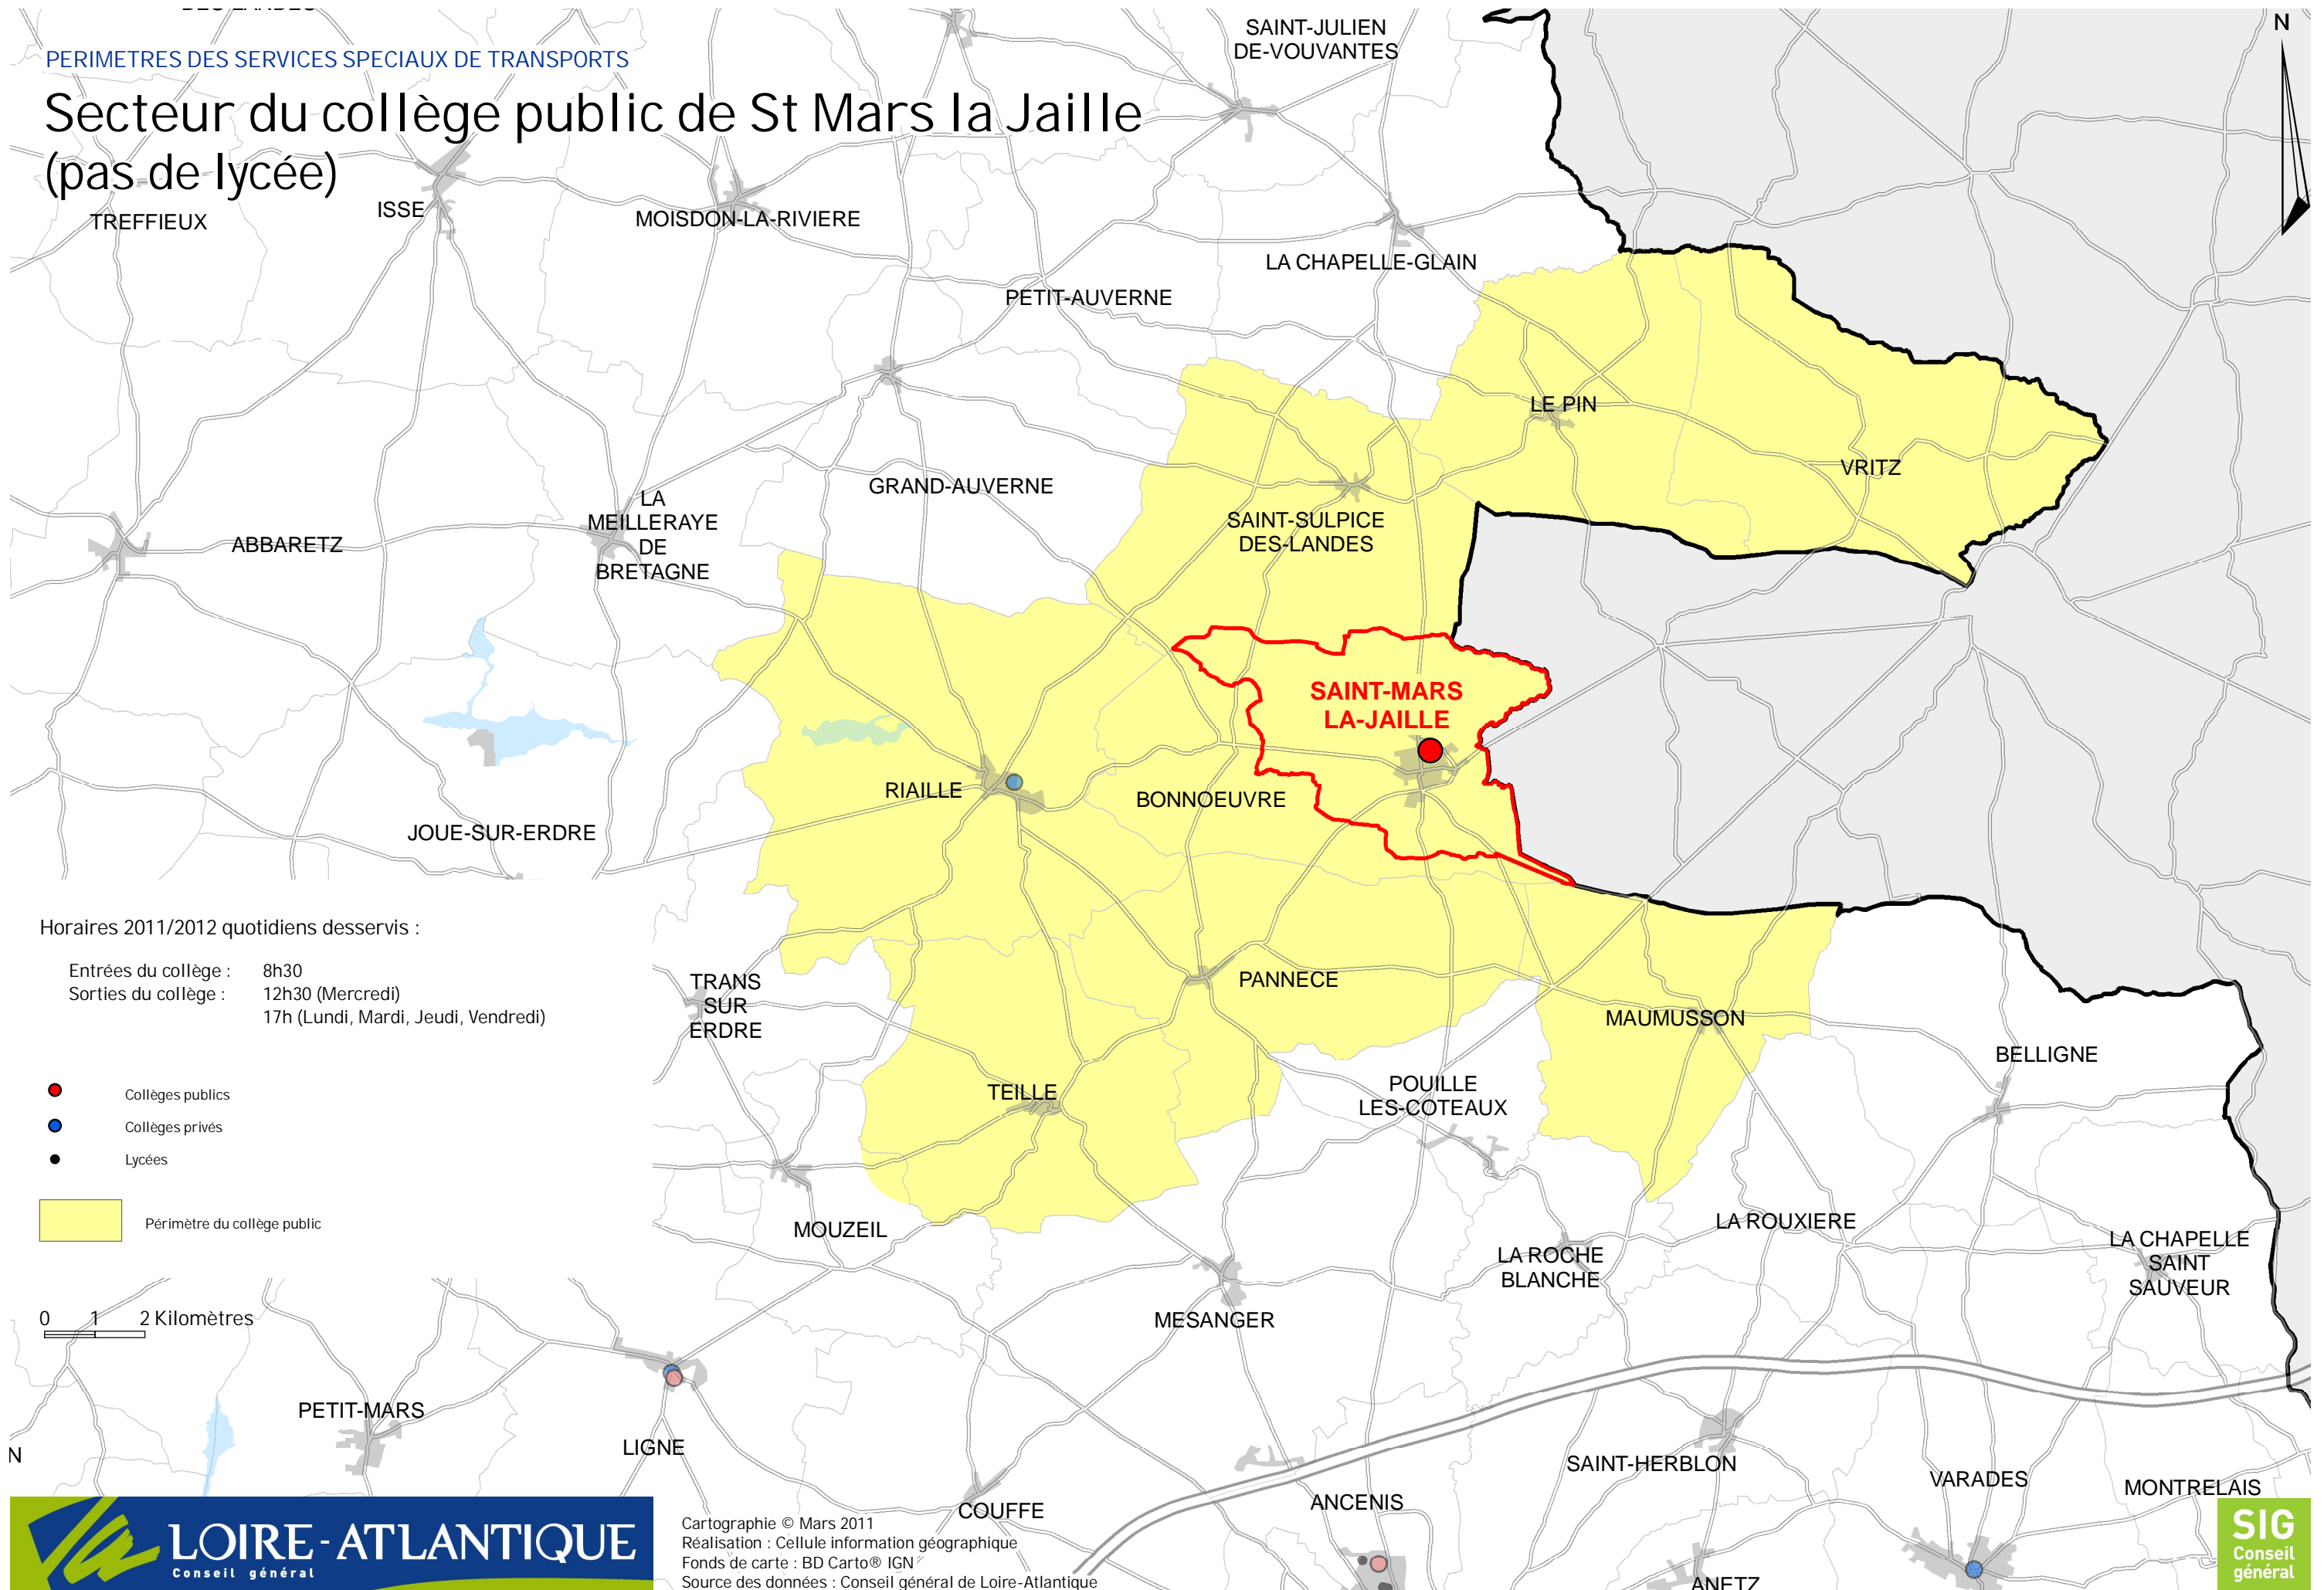 PERIMETRES DES SERVICES SPECIAUX DE TRANSPORTS
Secteur du collège public de St Mars la Jaille
(pas de lycée)
N
SAINT-JULIEN
DE-VOUVANTES
TREFFIEUX
ISSE
MOISDON-LA-RIVIERE
LA CHAPELLE-GLAIN
PETIT-AUVERNE
LE PIN
VRITZ
GRAND-AUVERNE
LA
MEILLERAYE
DE
BRETAGNE
ABBARETZ
SAINT-SULPICE
DES-LANDES
SAINT-MARS
LA-JAILLE
RIAILLE
BONNOEUVRE
JOUE-SUR-ERDRE
Horaires 2011/2012 quotidiens desservis :
Entrées du collège : 8h30
Sorties du collège : 12h30 (Mercredi)
17h (Lundi, Mardi, Jeudi, Vendredi)
TRANS
SUR
ERDRE
PANNECE
MAUMUSSON
BELLIGNE
TEILLE
POUILLE
LES-COTEAUX
Collèges publics
Collèges privés
Lycées
Périmètre du collège public
MOUZEIL
LA ROUXIERE
LA ROCHE
BLANCHE
LA CHAPELLE
SAINT
SAUVEUR
0 1 2 Kilomètres
MESANGER
PETIT-MARS
LIGNE
N
SAINT-HERBLON
VARADES
MONTRELAIS
COUFFE
ANCENIS
ANETZ
LOIRE-ATLANTIQUE
Conseil général
Cartographie © Mars 2011
Réalisation : Cellule information géographique
Fonds de carte : BD Carto® IGN
Source des données : Conseil général de Loire-Atlantique
SIG
Conseil
général